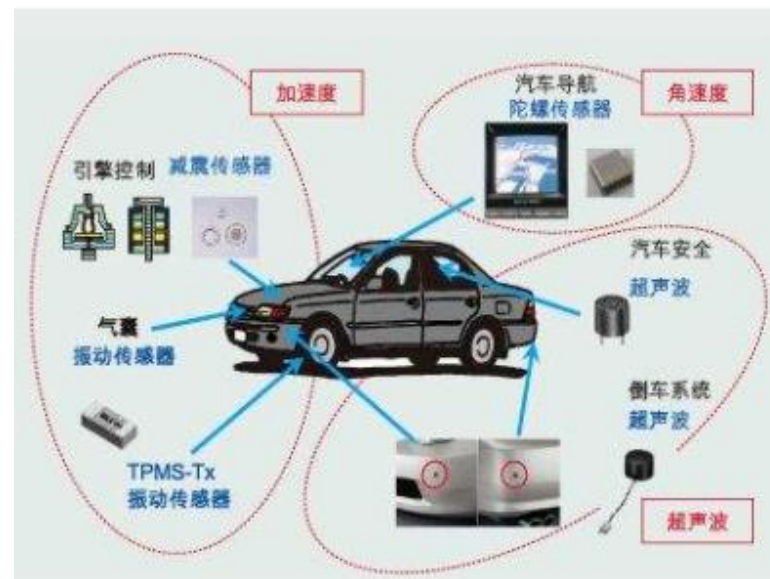 加速度
汽车导航
陀螺传感器
角速度
引擎控制
减震传感器
汽车安全
超声波
气囊
振动传感器
倒车系统
超声波
TPMS-Tx
振动传感器
超声波